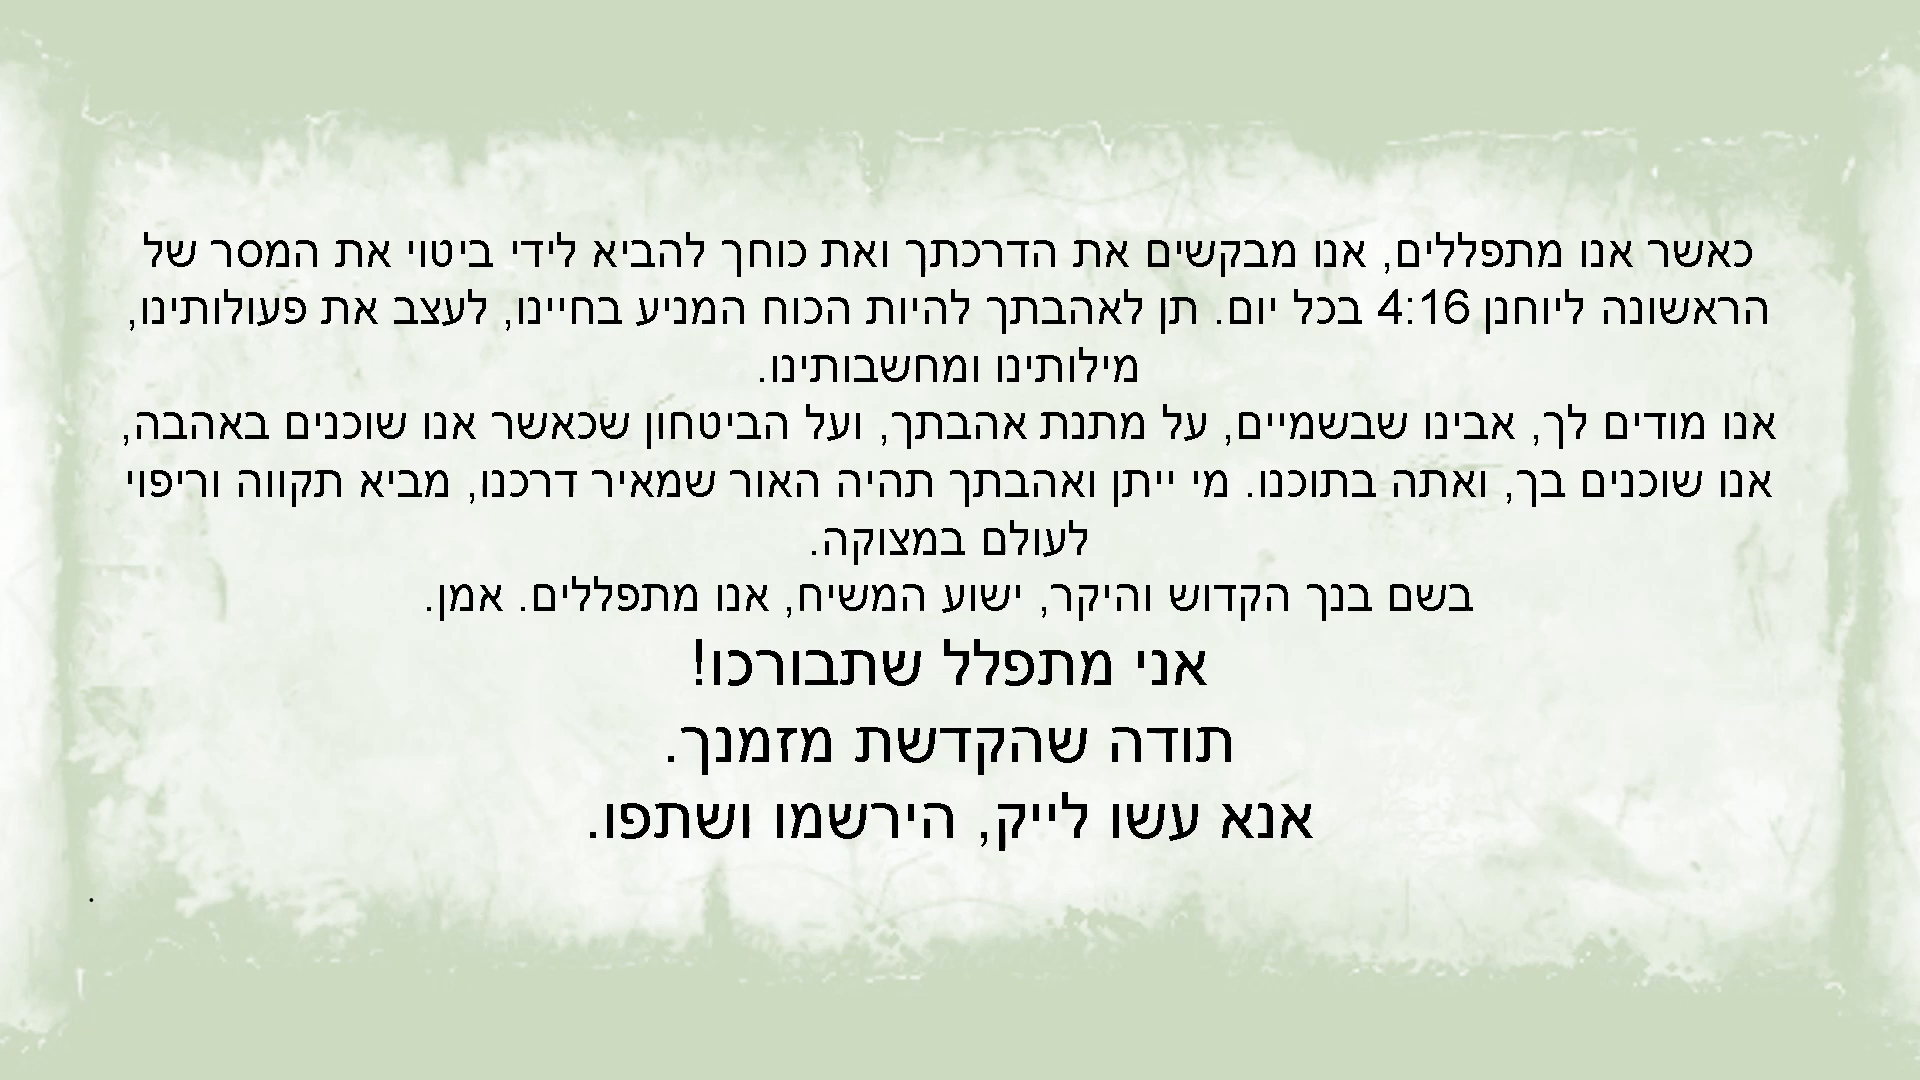 כאשר אנו מתפללים, אנו מבקשים את הדרכתך ואת כוחך להביא לידי ביטוי את המסר של
הראשונה ליוחנן 4:16 בכל יום. תן לאהבתך להיות הכוח המניע בחיינו, לעצב את פעולותינו,
מילותינו ומחשבותינו.
אנו מודים לך, אבינו שבשמיים, על מתנת אהבתך, ועל הביטחון שכאשר אנו שוכנים באהבה,
אנו שוכנים בך, ואתה בתוכנו. מי ייתן ואהבתך תהיה האור שמאיר דרכנו, מביא תקווה וריפוי
לעולם במצוקה.
בשם בנך הקדוש והיקר, ישוע המשיח, אנו מתפללים. אמן.
אני מתפלל שתבורכו!
תודה שהקדשת מזמנך.
אנא עשו לייק, הירשמו ושתפו.
.